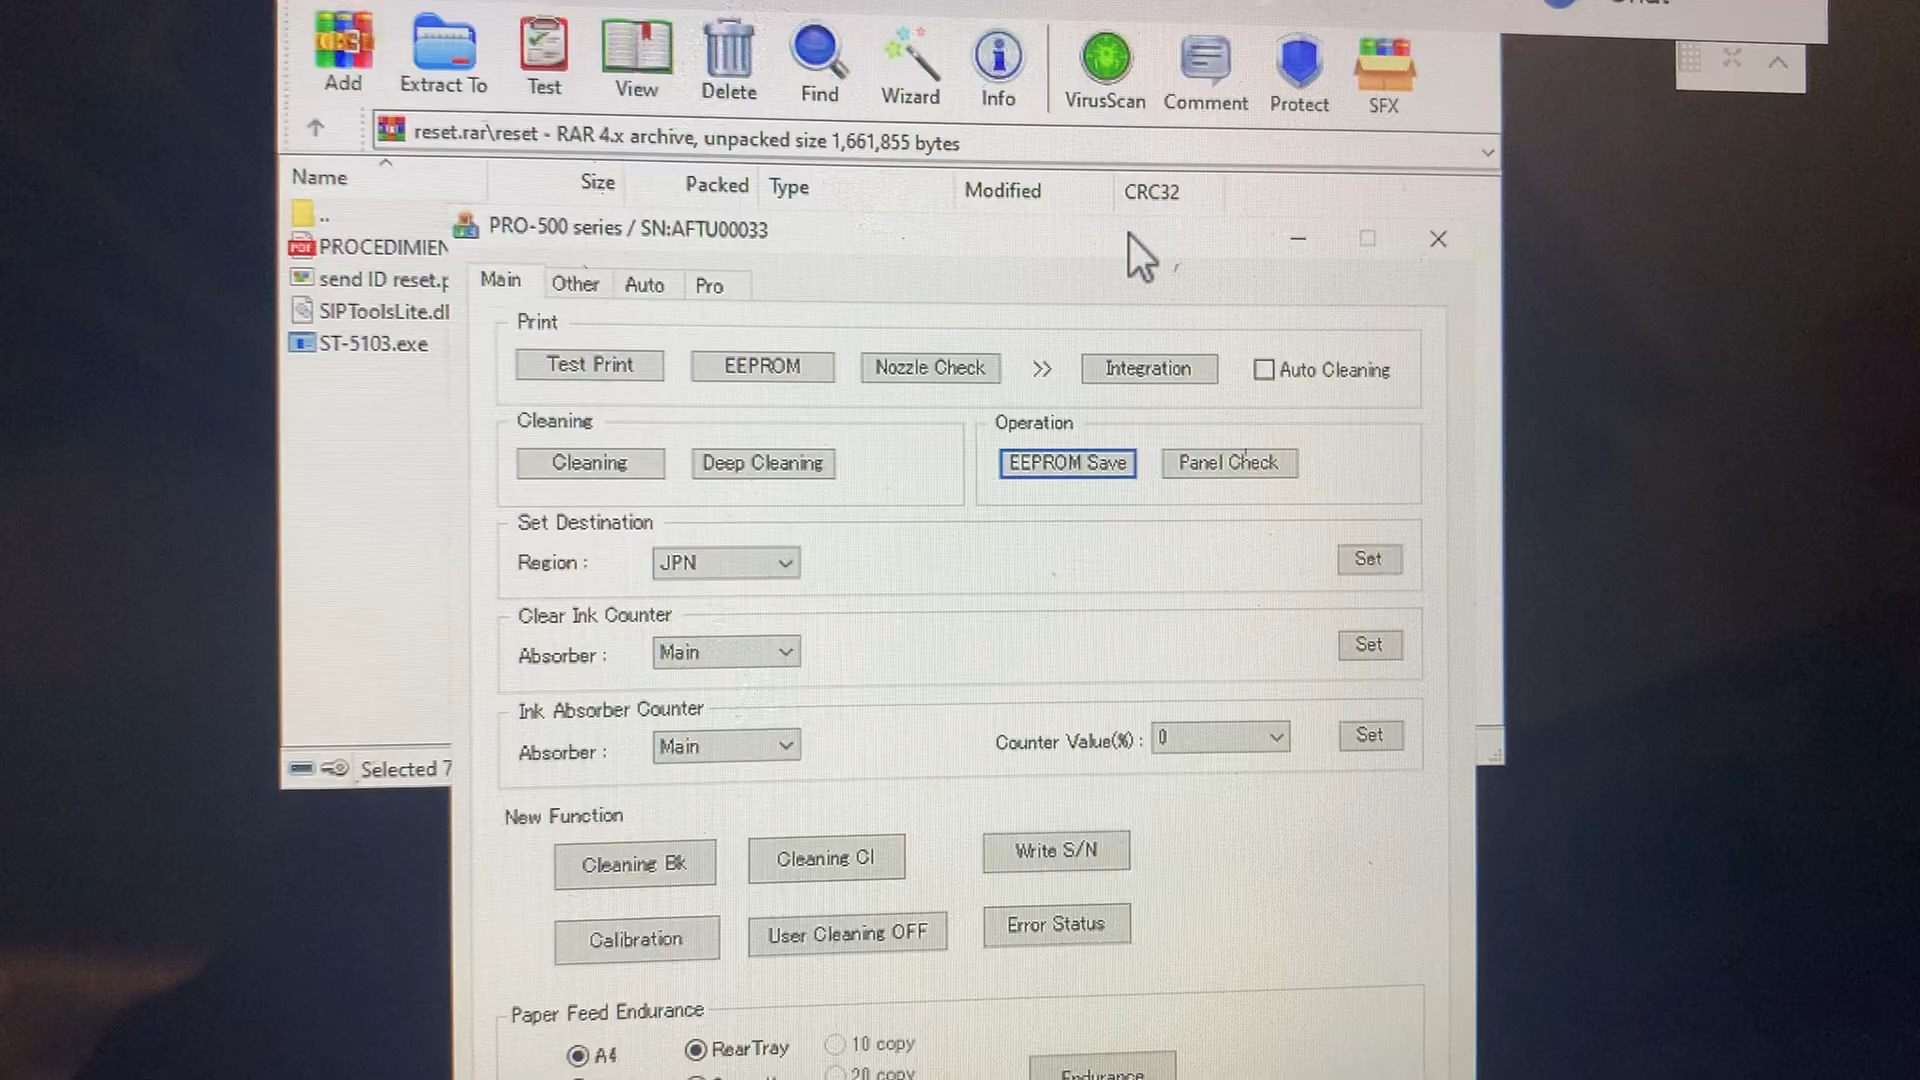 Add
Extract To
Test
View
Delete
Find
Wizard
Info
VirusScan
Comment
Protect
SFX
reset.rar\reset - RAR 4.x archive, unpacked size 1,661,855 bytes
Name
Size
Packed
Type
Modified
CRC32
..
PROCEDIMIEN
send ID reset.p
SIPToolsLite.dl
ST-5103.exe
Selected 7
PRO-500 series / SN:AFTU00033
Main
Other
Auto
Pro
Print
Test Print
EEPROM
Nozzle Check
>>
Integration
Auto Cleaning
Cleaning
Cleaning
Deep Cleaning
Operation
EEPROM Save
Panel Check
Set Destination
Region :
JPN
Set
Clear Ink Counter
Absorber :
Main
Set
Ink Absorber Counter
Absorber :
Main
Counter Value(%) :
0
Set
New Function
Cleaning Bk
Cleaning Cl
Write S/N
Calibration
User Cleaning OFF
Error Status
Paper Feed Endurance
A4
RearTray
10 copy
20 copy
Endurance